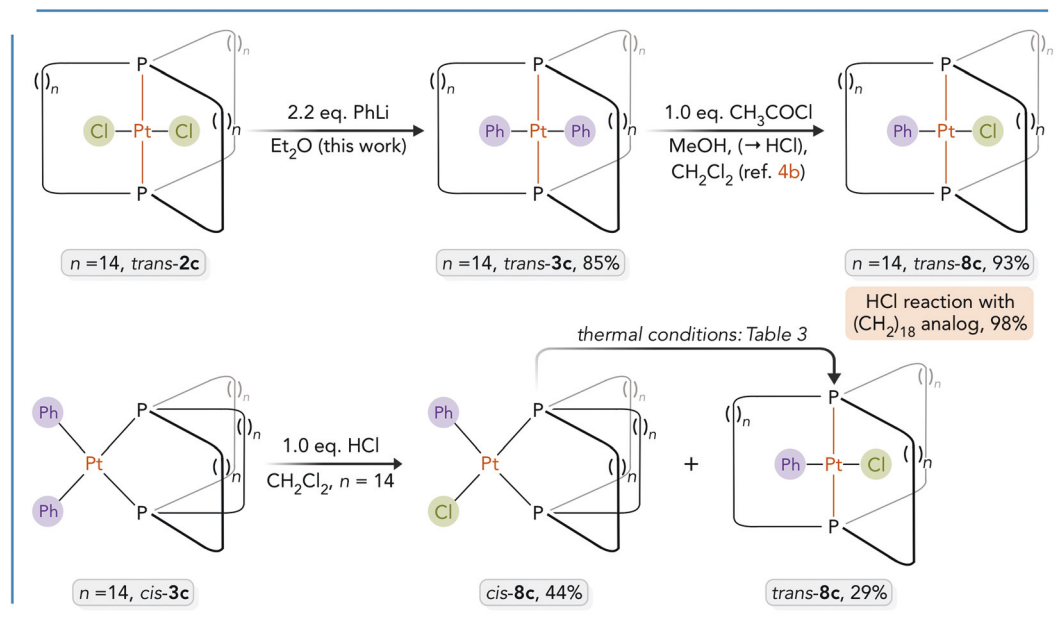 P
( )n
( )n
( )n
Cl–Pt–Cl
P
n =14, trans-2c
2.2 eq. PhLi
Et2O (this work)
P
( )n
( )n
( )n
Ph–Pt–Ph
P
n =14, trans-3c, 85%
1.0 eq. CH3COCl
MeOH, (→ HCl),
CH2Cl2 (ref. 4b)
P
( )n
( )n
( )n
Ph–Pt–Cl
P
n =14, trans-8c, 93%
HCl reaction with
(CH2)18 analog, 98%
thermal conditions: Table 3
Ph
P
( )n
( )n
( )n
Pt
Ph
P
n =14, cis-3c
1.0 eq. HCl
CH2Cl2, n = 14
Ph
P
( )n
( )n
( )n
Pt
Cl
P
cis-8c, 44%
+
P
( )n
( )n
( )n
Ph–Pt–Cl
P
trans-8c, 29%